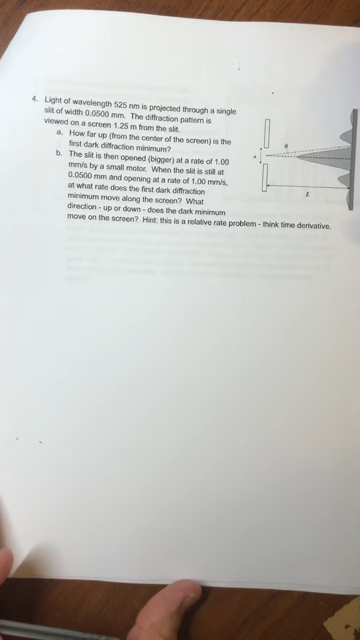 4. Light of wavelength 525 nm is projected through a single
slit of width 0.0500 mm. The diffraction pattern is
viewed on a screen 1.25 m from the slit.
a. How far up (from the center of the screen) is the
first dark diffraction minimum?
b. The slit is then opened (bigger) at a rate of 1.00
mm/s by a small motor. When the slit is still at
0.0500 mm and opening at a rate of 1.00 mm/s,
at what rate does the first dark diffraction
minimum move along the screen? What
direction - up or down - does the dark minimum
move on the screen? Hint: this is a relative rate problem - think time derivative.
θ
a
L